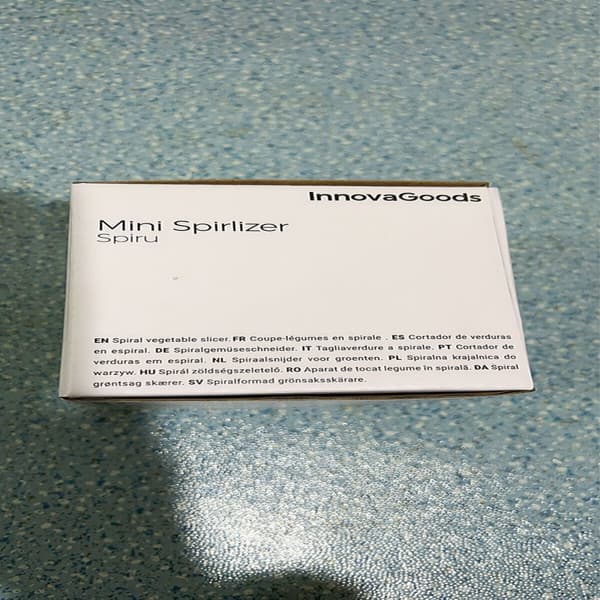 InnovaGoods
Mini Spirlizer
Spiru
EN Spiral vegetable slicer. FR Coupe-légumes en spirale . ES Cortador de verduras
en espiral. DE Spiralgemüseschneider. IT Tagliaverdure a spirale. PT Cortador de
verduras em espiral. NL Spiraalsnijder voor groenten. PL Spiralna krajalnica do
warzyw. HU Spirál zöldségszeletelő. RO Aparat de tocat legume în spirală. DA Spiral
grøntsag skærer. SV Spiralformad grönsaksskärare.